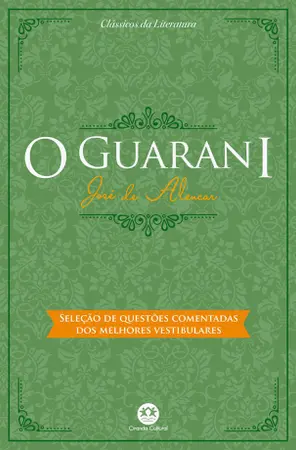 Clássicos da Literatura
O GUARANI
José de Alencar
SELEÇÃO DE QUESTÕES COMENTADAS
DOS MELHORES VESTIBULARES
Ciranda Cultural